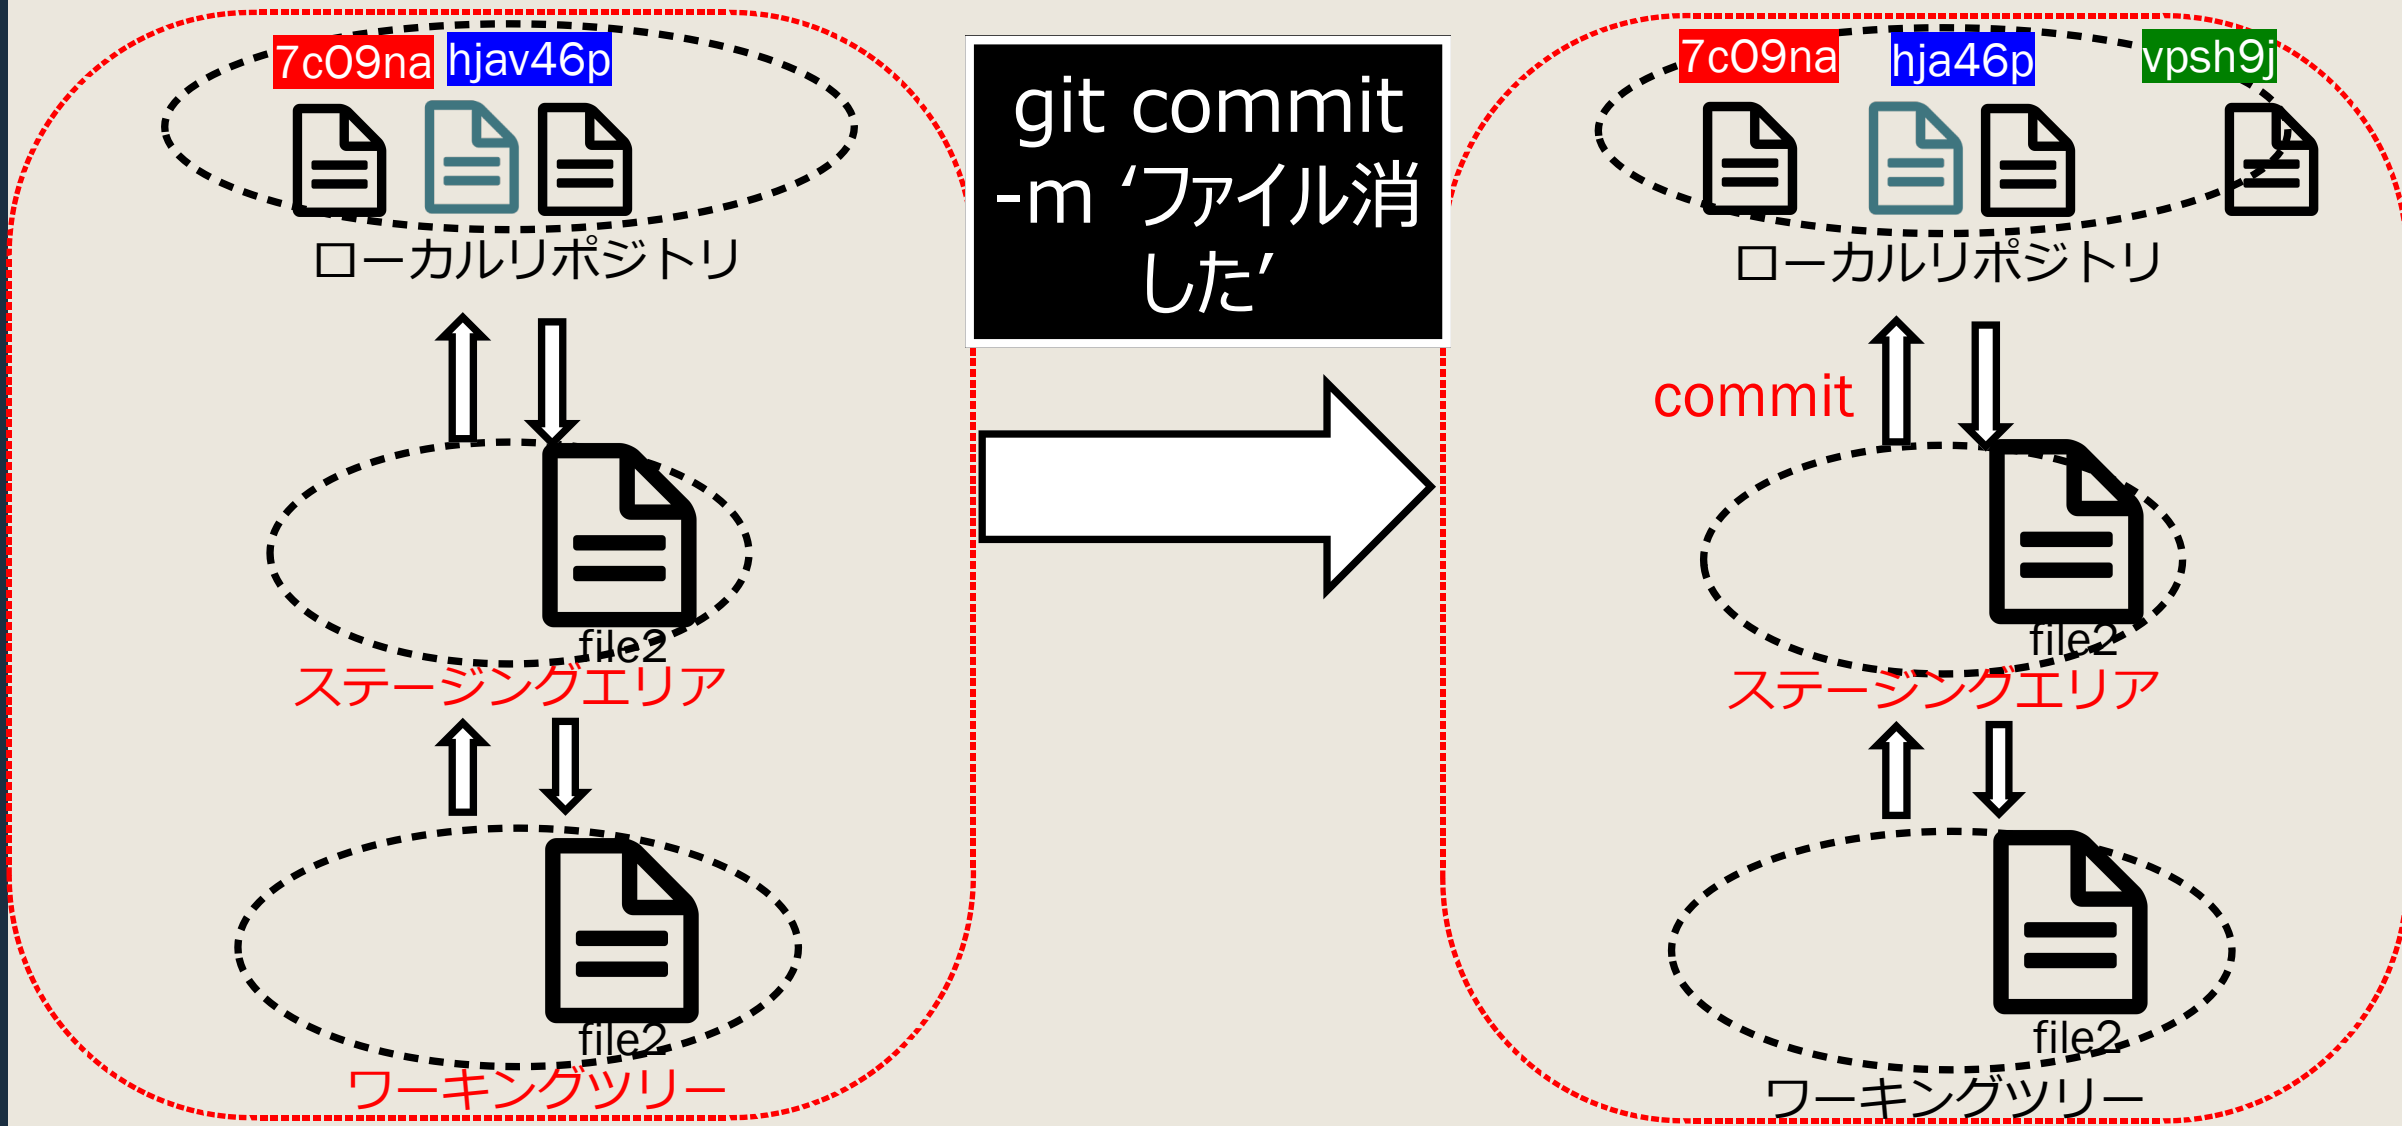 7c09na hjav46p
ローカルリポジトリ
file2
ステージングエリア
file2
ワーキングツリー
git commit
-m ‘ファイル消
した’
7c09na hja46p vpsh9j
ローカルリポジトリ
commit
file2
ステージングエリア
file2
ワーキングツリー